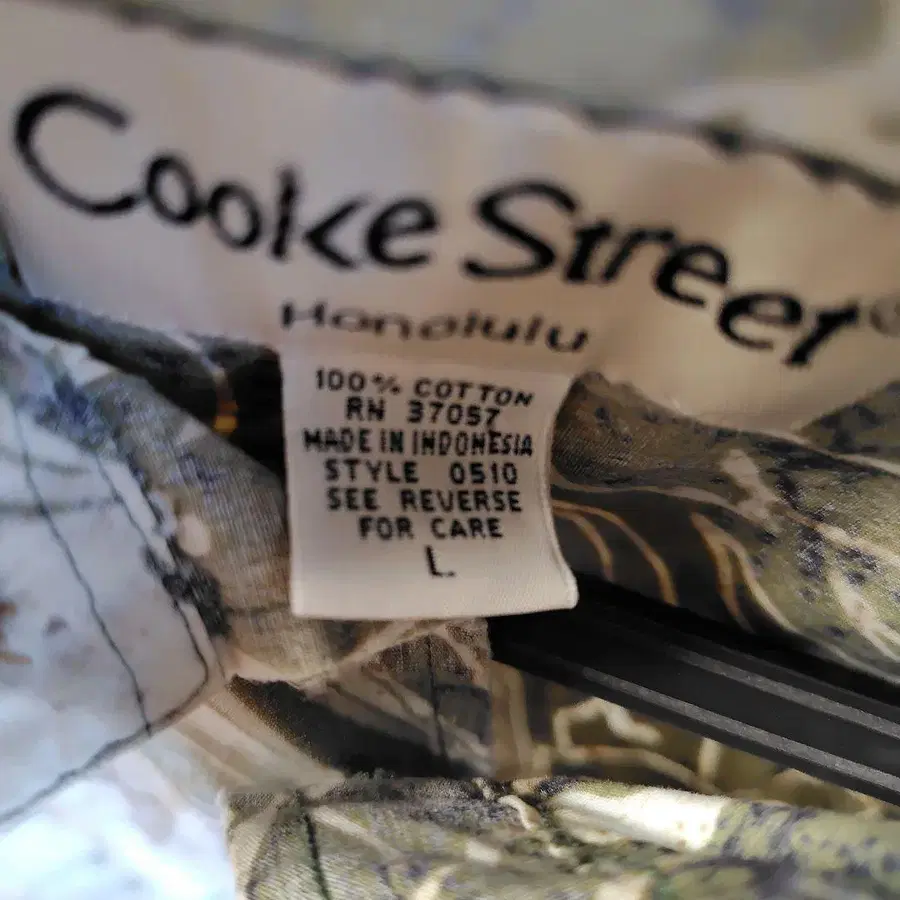 Cooke Street®
Honolulu
100% COTTON
RN 37057
MADE IN INDONESIA
STYLE 0510
SEE REVERSE
FOR CARE
L